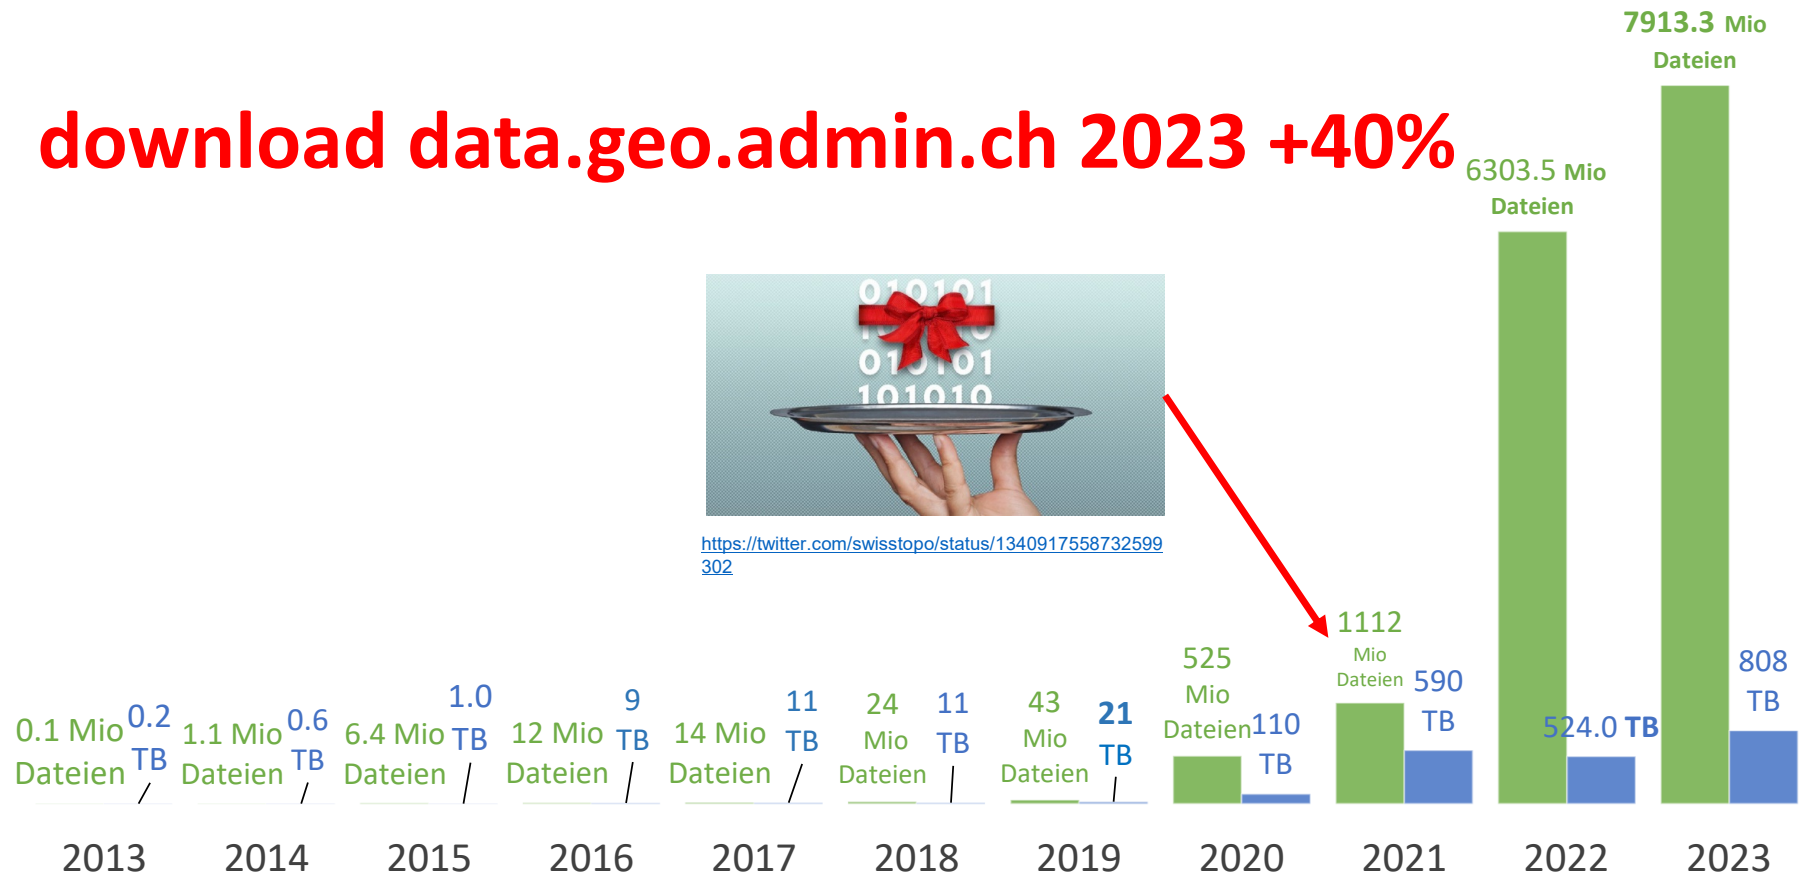 7913.3 Mio
Dateien
download data.geo.admin.ch 2023 +40%
6303.5 Mio
Dateien
010101
010101
101010
https://twitter.com/swisstopo/status/1340917558732599
302
0.1 Mio
Dateien
0.2
TB
1.1 Mio
Dateien
0.6
TB
6.4 Mio
Dateien
1.0
TB
12 Mio
Dateien
9
TB
14 Mio
Dateien
11
TB
24
Mio
Dateien
11
TB
43
Mio
Dateien
21
TB
525
Mio
Dateien
110
TB
1112
Mio
Dateien
590
TB
524.0 TB
808
TB
2013 2014 2015 2016 2017 2018 2019 2020 2021 2022 2023